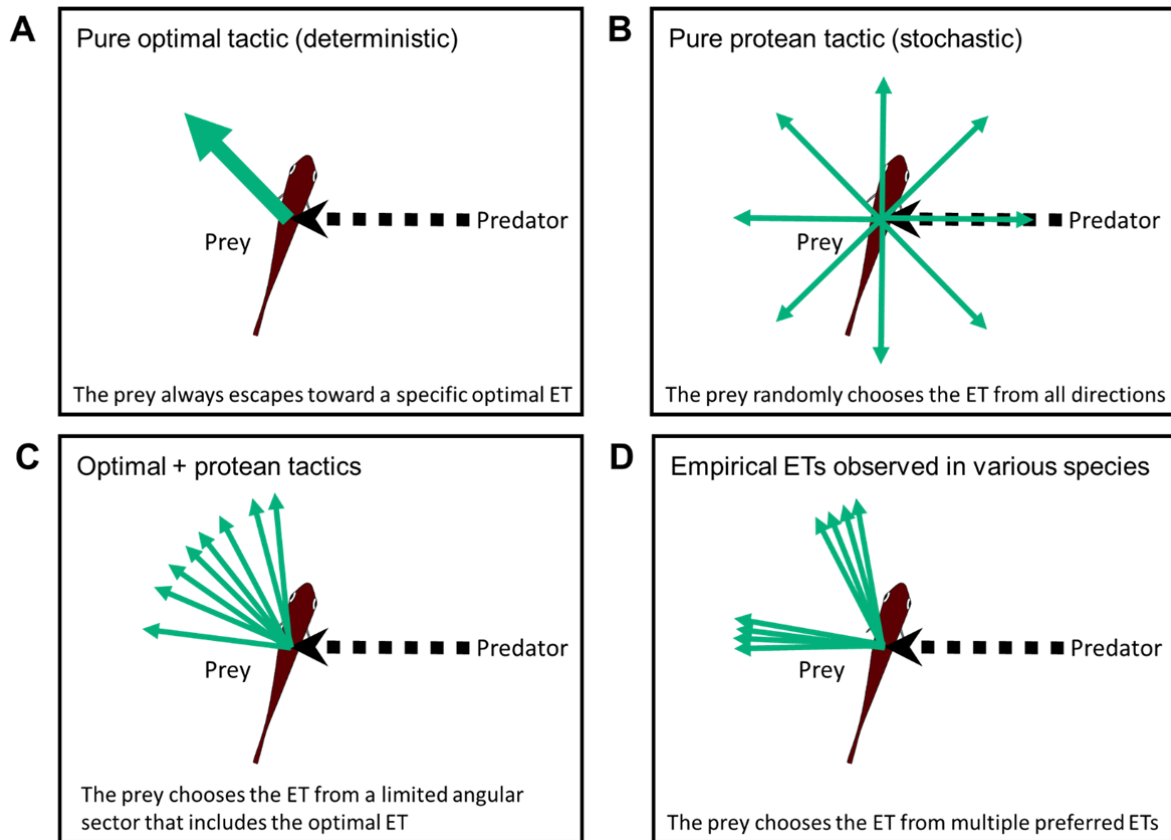 A
Pure optimal tactic (deterministic)
Prey
Predator
The prey always escapes toward a specific optimal ET
B
Pure protean tactic (stochastic)
Prey
Predator
The prey randomly chooses the ET from all directions
C
Optimal + protean tactics
Prey
Predator
The prey chooses the ET from a limited angular
sector that includes the optimal ET
D
Empirical ETs observed in various species
Prey
Predator
The prey chooses the ET from multiple preferred ETs